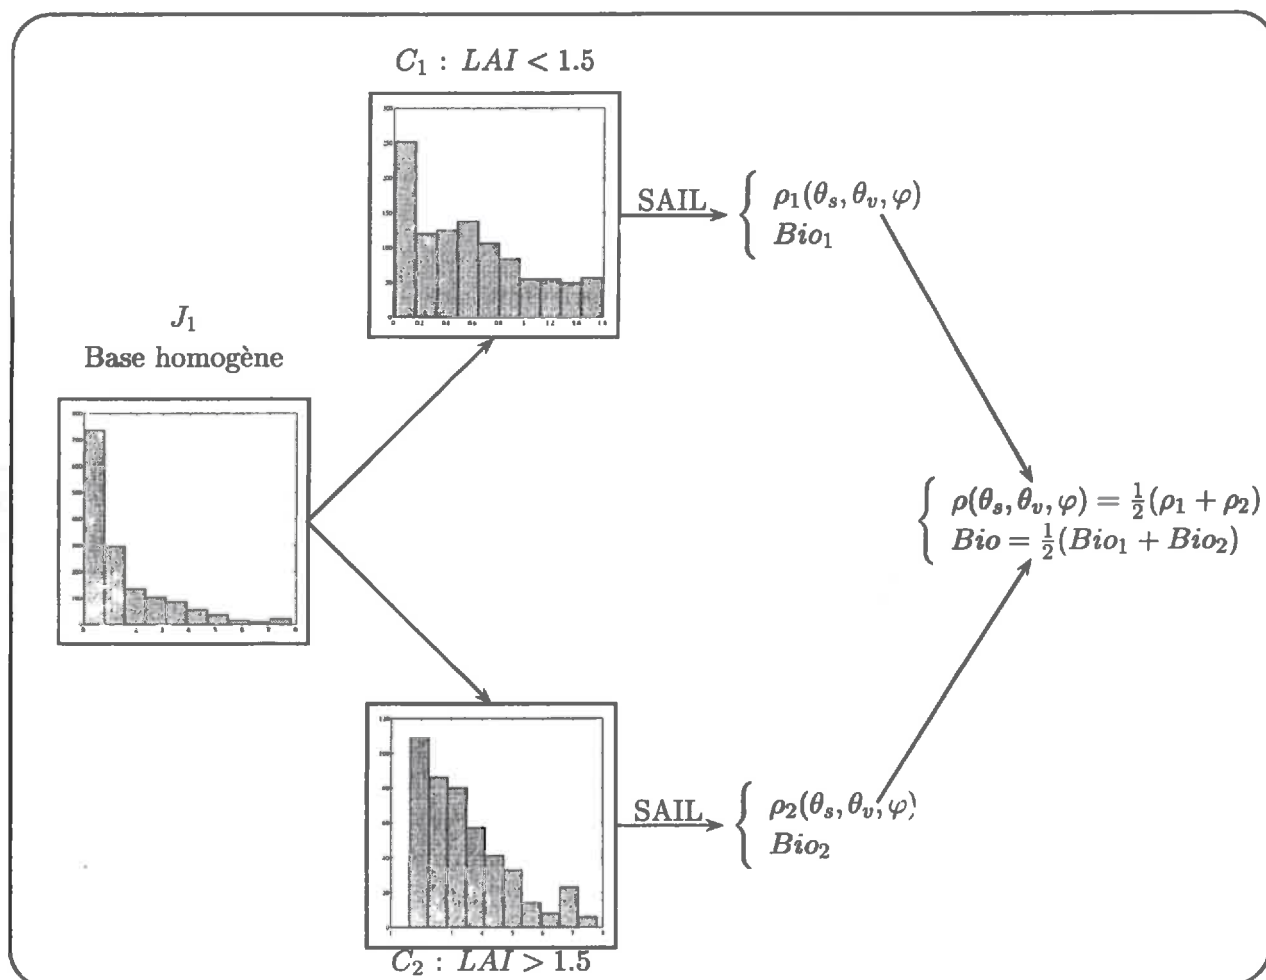 C₁ : LAI < 1.5
SAIL
{ ρ₁(θₛ, θᵥ, φ)
Bio₁
J₁
Base homogène
{ ρ(θₛ, θᵥ, φ) = ½(ρ₁ + ρ₂)
Bio = ½(Bio₁ + Bio₂)
SAIL
{ ρ₂(θₛ, θᵥ, φ)
Bio₂
C₂ : LAI > 1.5